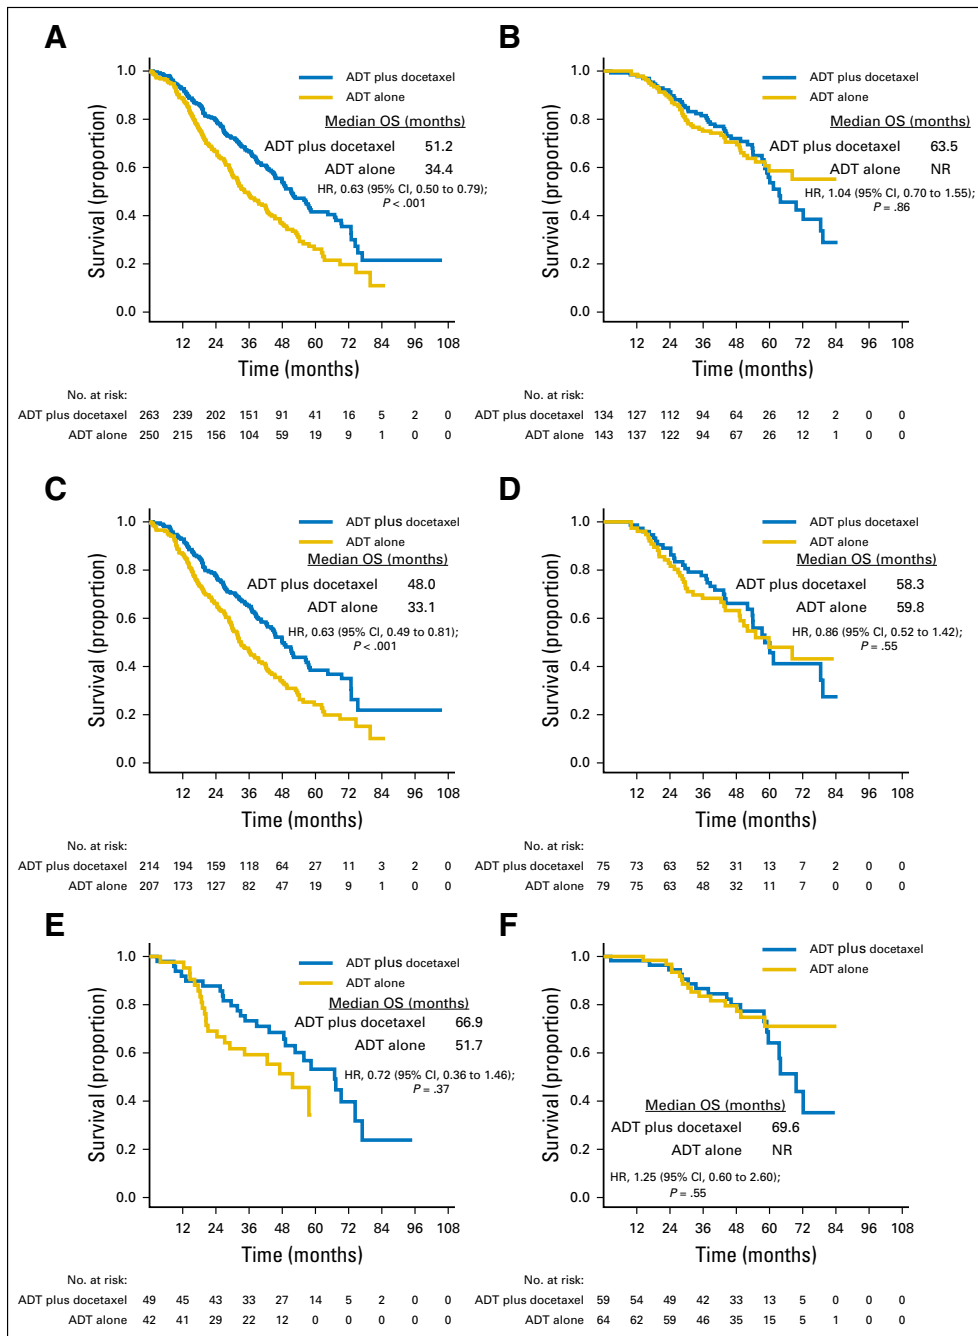 A
1.0
0.8
0.6
0.4
0.2
0.0
Survival (proportion)
ADT plus docetaxel
ADT alone
Median OS (months)
ADT plus docetaxel 51.2
ADT alone 34.4
HR, 0.63 (95% CI, 0.50 to 0.79);
P < .001
12 24 36 48 60 72 84 96 108
Time (months)
No. at risk:
ADT plus docetaxel 263 239 202 151 91 41 16 5 2 0
ADT alone 250 215 156 104 59 19 9 1 0 0
B
1.0
0.8
0.6
0.4
0.2
0.0
Survival (proportion)
ADT plus docetaxel
ADT alone
Median OS (months)
ADT plus docetaxel 63.5
ADT alone NR
HR, 1.04 (95% CI, 0.70 to 1.55);
P = .86
12 24 36 48 60 72 84 96 108
Time (months)
No. at risk:
ADT plus docetaxel 134 127 112 94 64 26 12 2 0 0
ADT alone 143 137 122 94 67 26 12 1 0 0
C
1.0
0.8
0.6
0.4
0.2
0.0
Survival (proportion)
ADT plus docetaxel
ADT alone
Median OS (months)
ADT plus docetaxel 48.0
ADT alone 33.1
HR, 0.63 (95% CI, 0.49 to 0.81);
P < .001
12 24 36 48 60 72 84 96 108
Time (months)
No. at risk:
ADT plus docetaxel 214 194 159 118 64 27 11 3 2 0
ADT alone 207 173 127 82 47 19 9 1 0 0
D
1.0
0.8
0.6
0.4
0.2
0.0
Survival (proportion)
ADT plus docetaxel
ADT alone
Median OS (months)
ADT plus docetaxel 58.3
ADT alone 59.8
HR, 0.86 (95% CI, 0.52 to 1.42);
P = .55
12 24 36 48 60 72 84 96 108
Time (months)
No. at risk:
ADT plus docetaxel 75 73 63 52 31 13 7 2 0 0
ADT alone 79 75 63 48 32 11 7 0 0 0
E
1.0
0.8
0.6
0.4
0.2
0.0
Survival (proportion)
ADT plus docetaxel
ADT alone
Median OS (months)
ADT plus docetaxel 66.9
ADT alone 51.7
HR, 0.72 (95% CI, 0.36 to 1.46);
P = .37
12 24 36 48 60 72 84 96 108
Time (months)
No. at risk:
ADT plus docetaxel 49 45 43 33 27 14 5 2 0 0
ADT alone 42 41 29 22 12 0 0 0 0 0
F
1.0
0.8
0.6
0.4
0.2
0.0
Survival (proportion)
ADT plus docetaxel
ADT alone
Median OS (months)
ADT plus docetaxel 69.6
ADT alone NR
HR, 1.25 (95% CI, 0.60 to 2.60);
P = .55
12 24 36 48 60 72 84 96 108
Time (months)
No. at risk:
ADT plus docetaxel 59 54 49 42 33 13 5 0 0 0
ADT alone 64 62 59 46 35 15 5 1 0 0